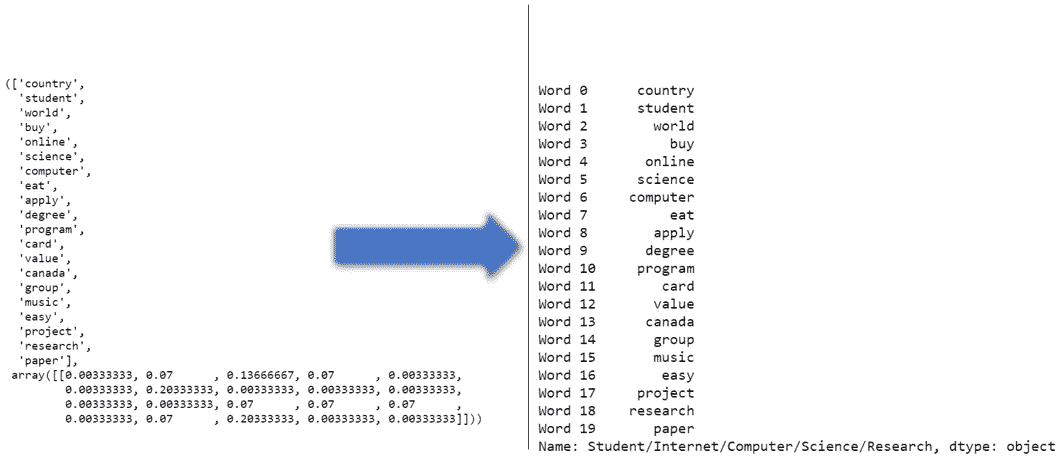 (['country',
'student',
'world',
'buy',
'online',
'science',
'computer',
'eat',
'apply',
'degree',
'program',
'card',
'value',
'canada',
'group',
'music',
'easy',
'project',
'research',
'paper'],
array([[0.00333333, 0.07      , 0.13666667, 0.07      , 0.00333333,
0.00333333, 0.20333333, 0.00333333, 0.00333333, 0.00333333,
0.00333333, 0.00333333, 0.07      , 0.07      , 0.07      ,
0.00333333, 0.07      , 0.20333333, 0.00333333, 0.00333333]]))
Word 0 country
Word 1 student
Word 2 world
Word 3 buy
Word 4 online
Word 5 science
Word 6 computer
Word 7 eat
Word 8 apply
Word 9 degree
Word 10 program
Word 11 card
Word 12 value
Word 13 canada
Word 14 group
Word 15 music
Word 16 easy
Word 17 project
Word 18 research
Word 19 paper
Name: Student/Internet/Computer/Science/Research, dtype: object